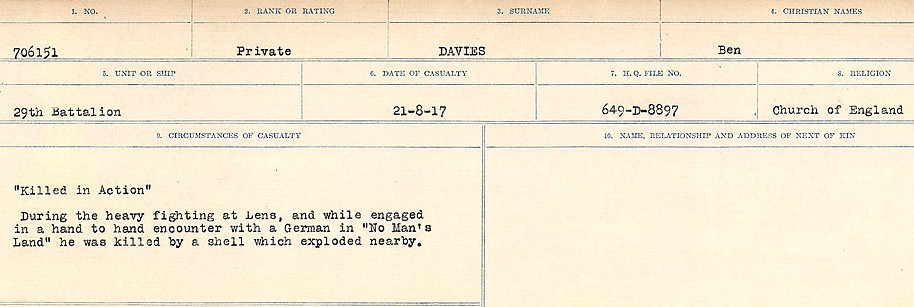 1. NO. 2. RANK OR RATING 3. SURNAME 4. CHRISTIAN NAMES
706151 Private DAVIES Ben
5. UNIT OR SHIP 6. DATE OF CASUALTY 7. H.Q. FILE NO. 8. RELIGION
29th Battalion 21-8-17 649-D-8897 Church of England
9. CIRCUMSTANCES OF CASUALTY 10. NAME, RELATIONSHIP AND ADDRESS OF NEXT OF KIN
"Killed in Action"
During the heavy fighting at Lens, and while engaged
in a hand to hand encounter with a German in "No Man's
Land" he was killed by a shell which exploded nearby.